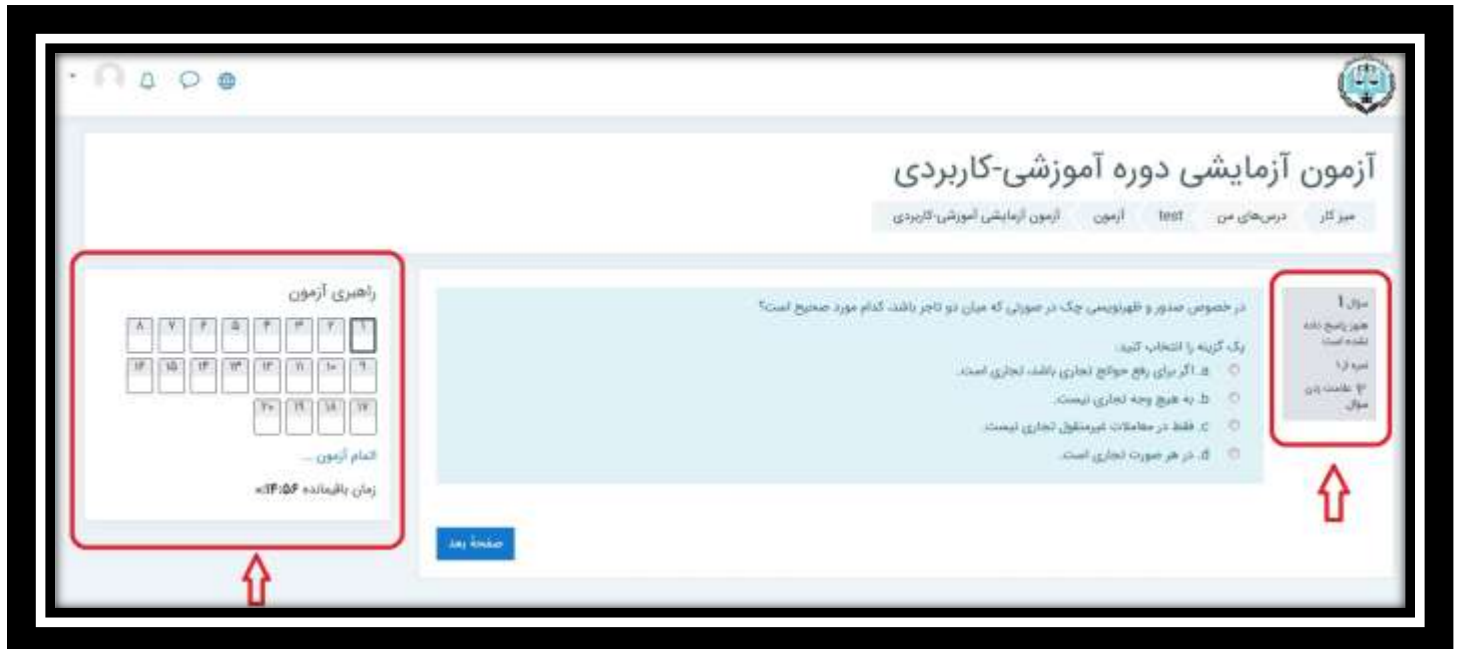 آزمون آزمایشی دوره آموزشی-کاربردی
میز کار درس‌های من test آزمون آزمون آزمایشی آموزشی-کاربردی
سؤال 1
هنوز پاسخ داده
نشده است
نمره از ۱
علامت زدن
سؤال
در خصوص صدور و ظهرنویسی چک در صورتی که میان دو تاجر باشد، کدام مورد صحیح است؟
یک گزینه را انتخاب کنید:
a. اگر برای رفع حوائج تجاری باشد، تجاری است.
b. به هیچ وجه تجاری نیست.
c. فقط در معاملات غیرمنقول تجاری نیست.
d. در هر صورت تجاری است.
صفحهٔ بعد
راهبری آزمون
۱ ۲ ۳ ۴ ۵ ۶ ۷ ۸
۹ ۱۰ ۱۱ ۱۲ ۱۳ ۱۴ ۱۵ ۱۶
۱۷ ۱۸ ۱۹ ۲۰
اتمام آزمون ...
زمان باقیمانده ۰:۱۴:۵۶